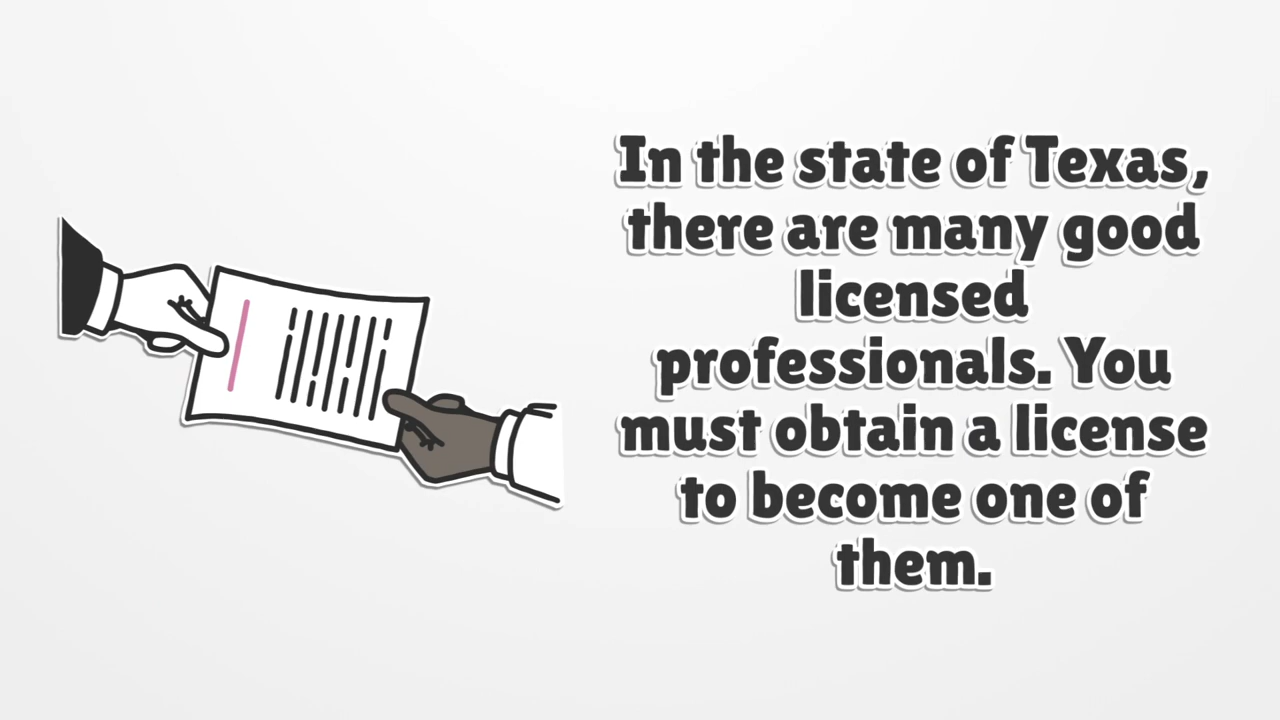 In the state of Texas,
there are many good
licensed
professionals. You
must obtain a license
to become one of
them.